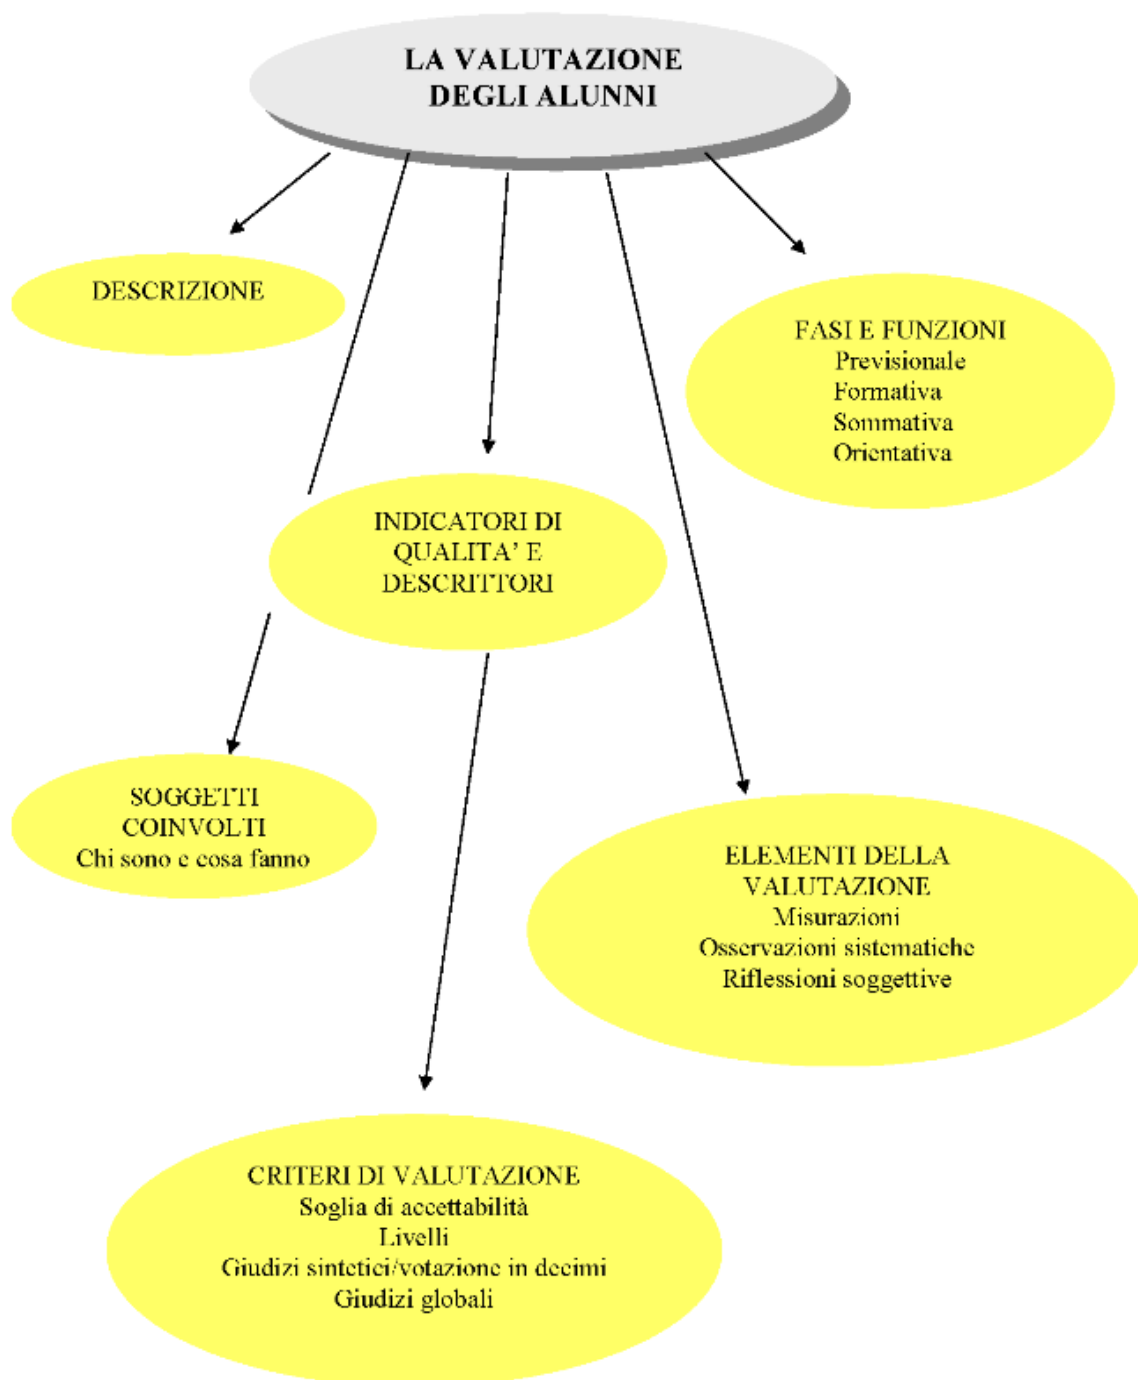 LA VALUTAZIONE
DEGLI ALUNNI
DESCRIZIONE
FASI E FUNZIONI
Previsionale
Formativa
Sommativa
Orientativa
INDICATORI DI
QUALITA’ E
DESCRITTORI
SOGGETTI
COINVOLTI
Chi sono e cosa fanno
ELEMENTI DELLA
VALUTAZIONE
Misurazioni
Osservazioni sistematiche
Riflessioni soggettive
CRITERI DI VALUTAZIONE
Soglia di accettabilità
Livelli
Giudizi sintetici/votazione in decimi
Giudizi globali